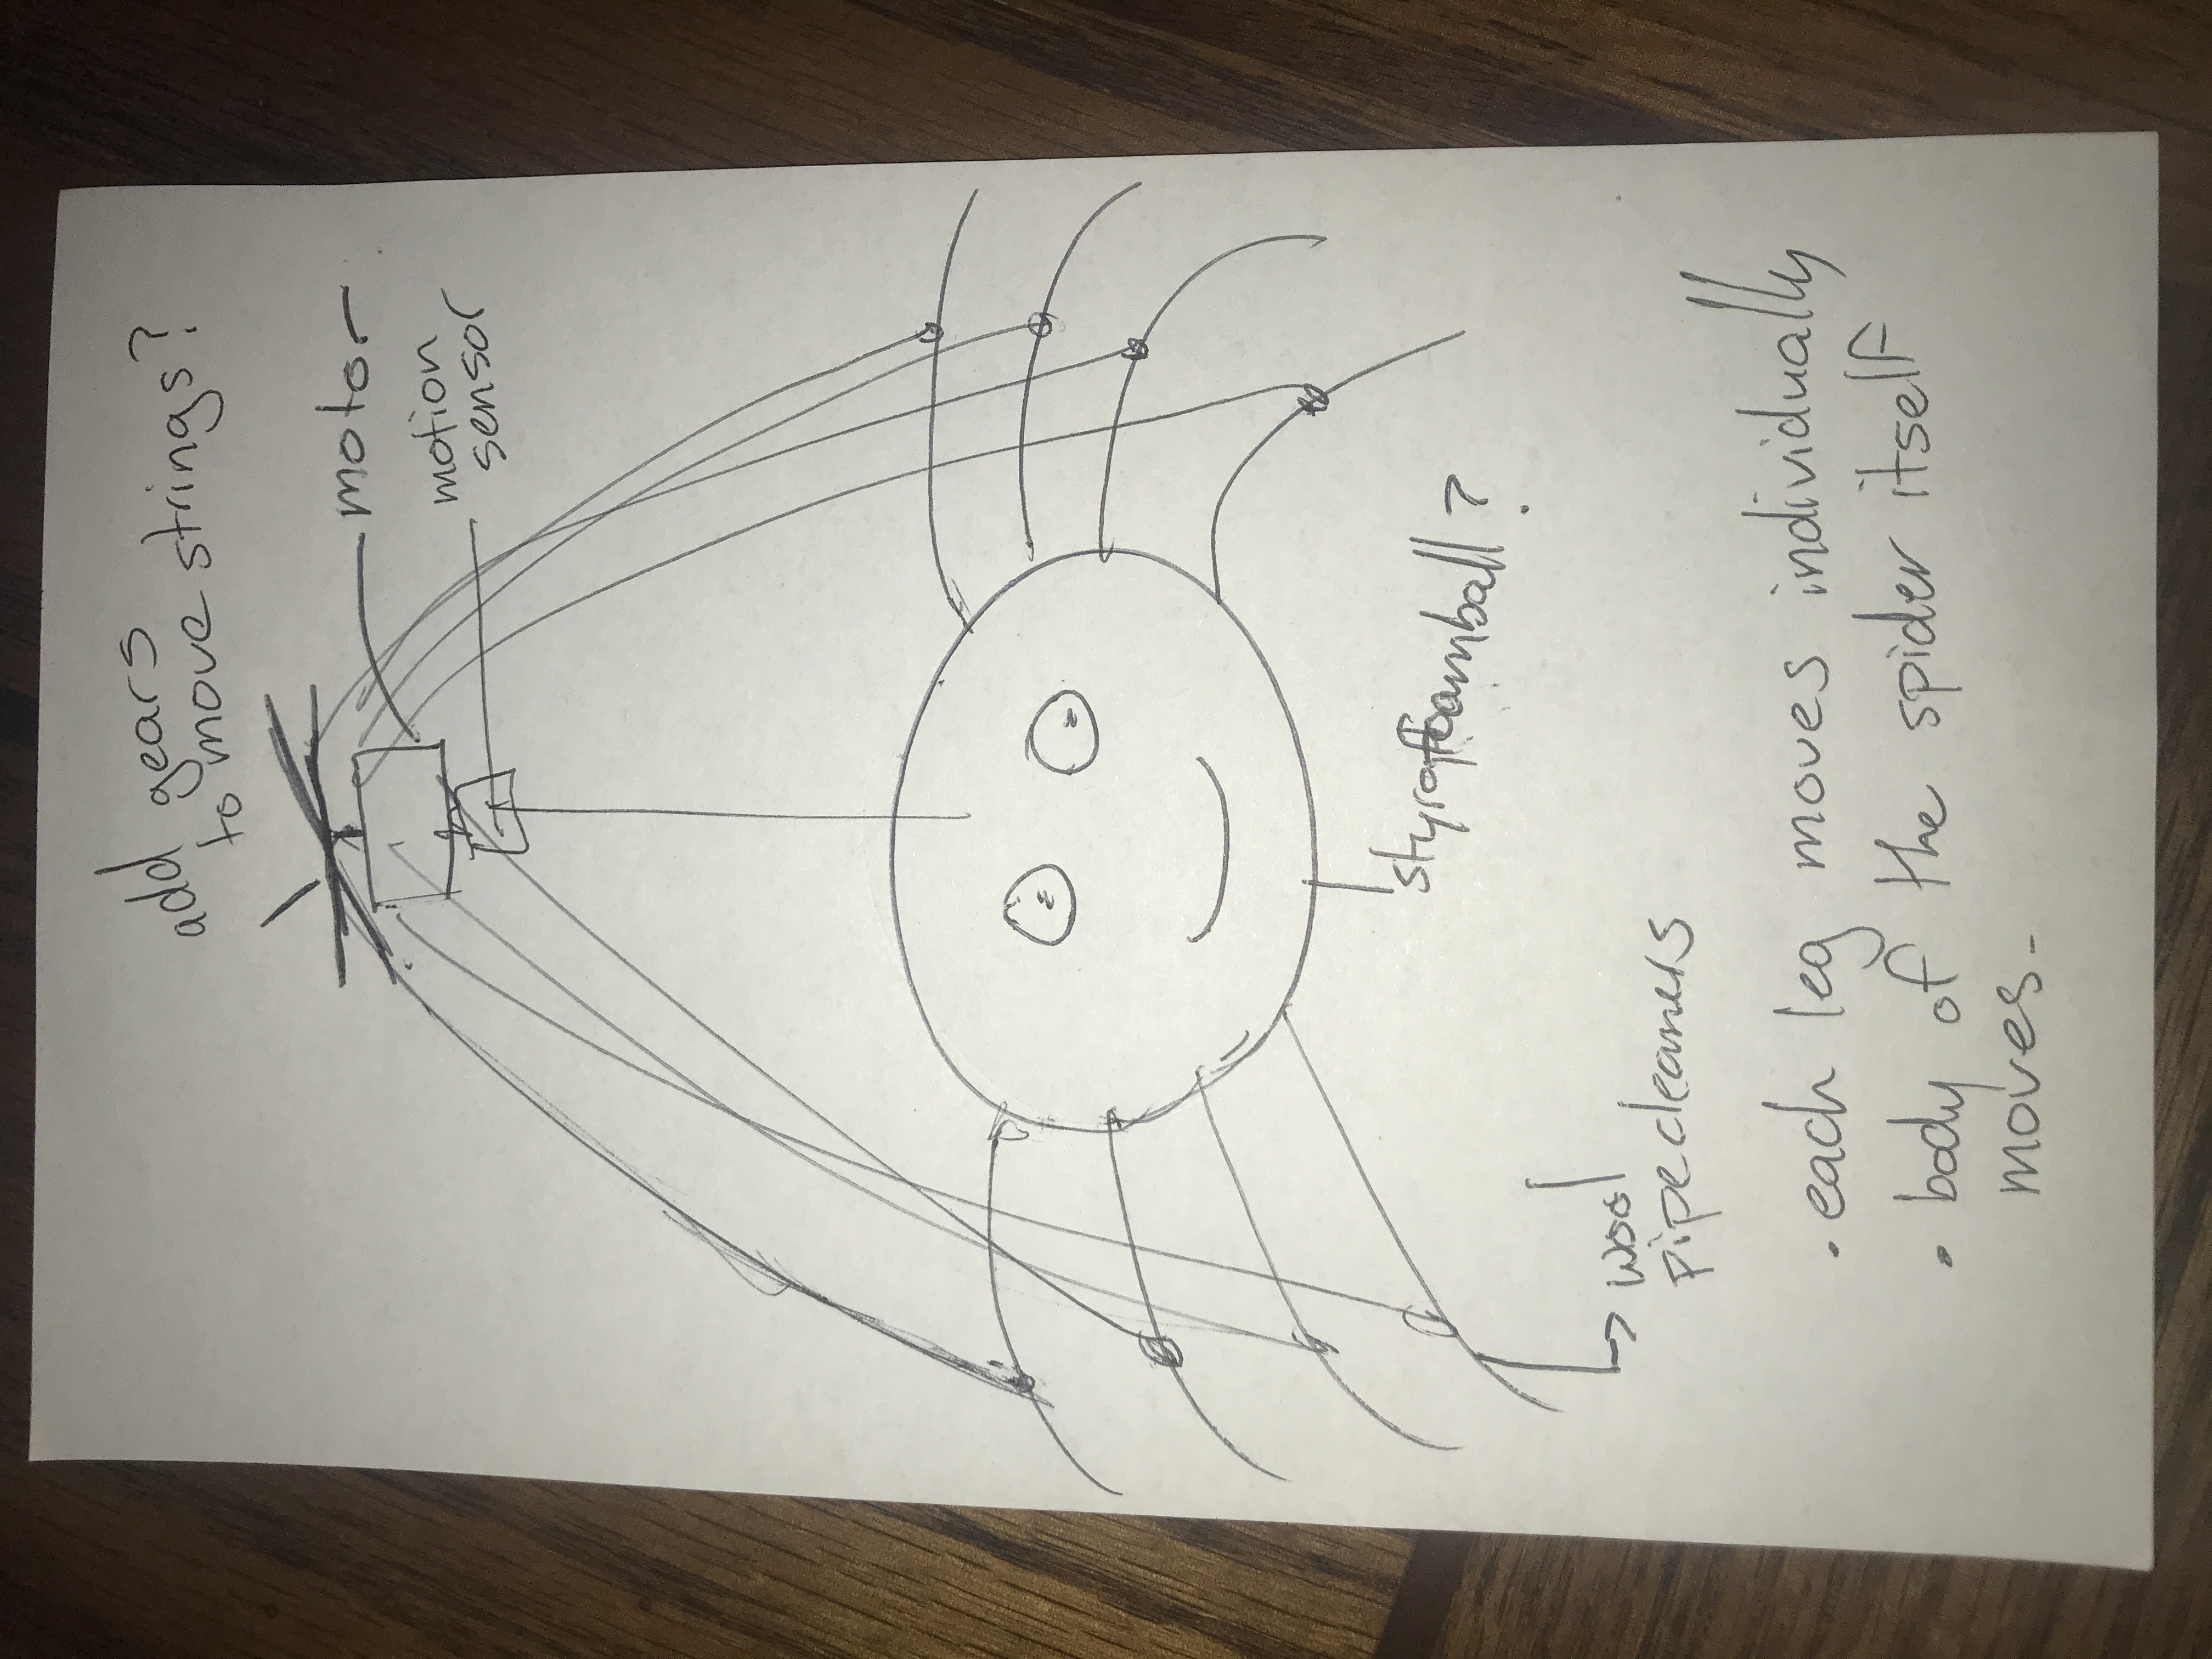 add gears
to move strings?
motor
motion
sensor
styrofoamball?
wool
pipecleaners
. each leg moves individually
. body of the spider itself
moves.